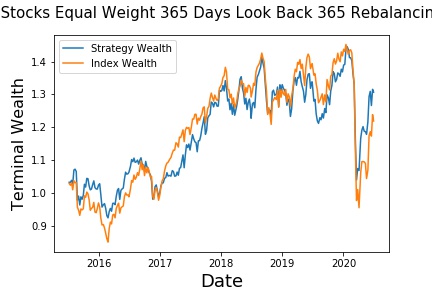 Stocks Equal Weight 365 Days Look Back 365 Rebalancin
Strategy Wealth
Index Wealth
1.4
1.3
1.2
1.1
1.0
0.9
Terminal Wealth
2016 2017 2018 2019 2020
Date